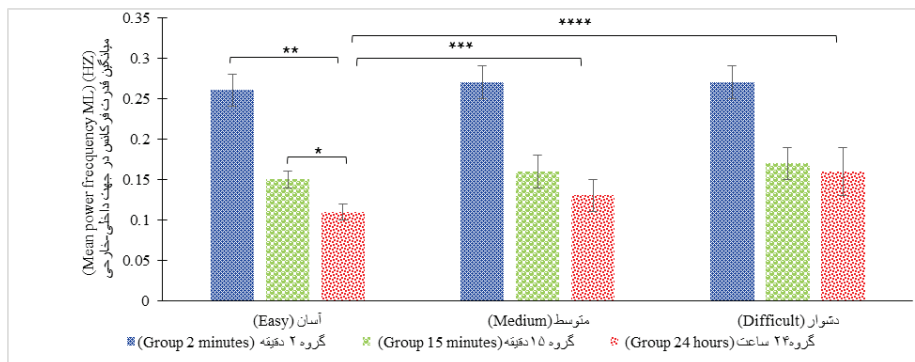 میانگین قدرت فرکانس در جهت داخلی-خارجی
(Mean power frecquency ML) (HZ)
0.35
0.3
0.25
0.2
0.15
0.1
0.05
0
**
*
***
****
آسان (Easy)
متوسط (Medium)
دشوار (Difficult)
گروه ۲ دقیقه (Group 2 minutes)
گروه ۱۵ دقیقه (Group 15 minutes)
گروه ۲۴ ساعت (Group 24 hours)